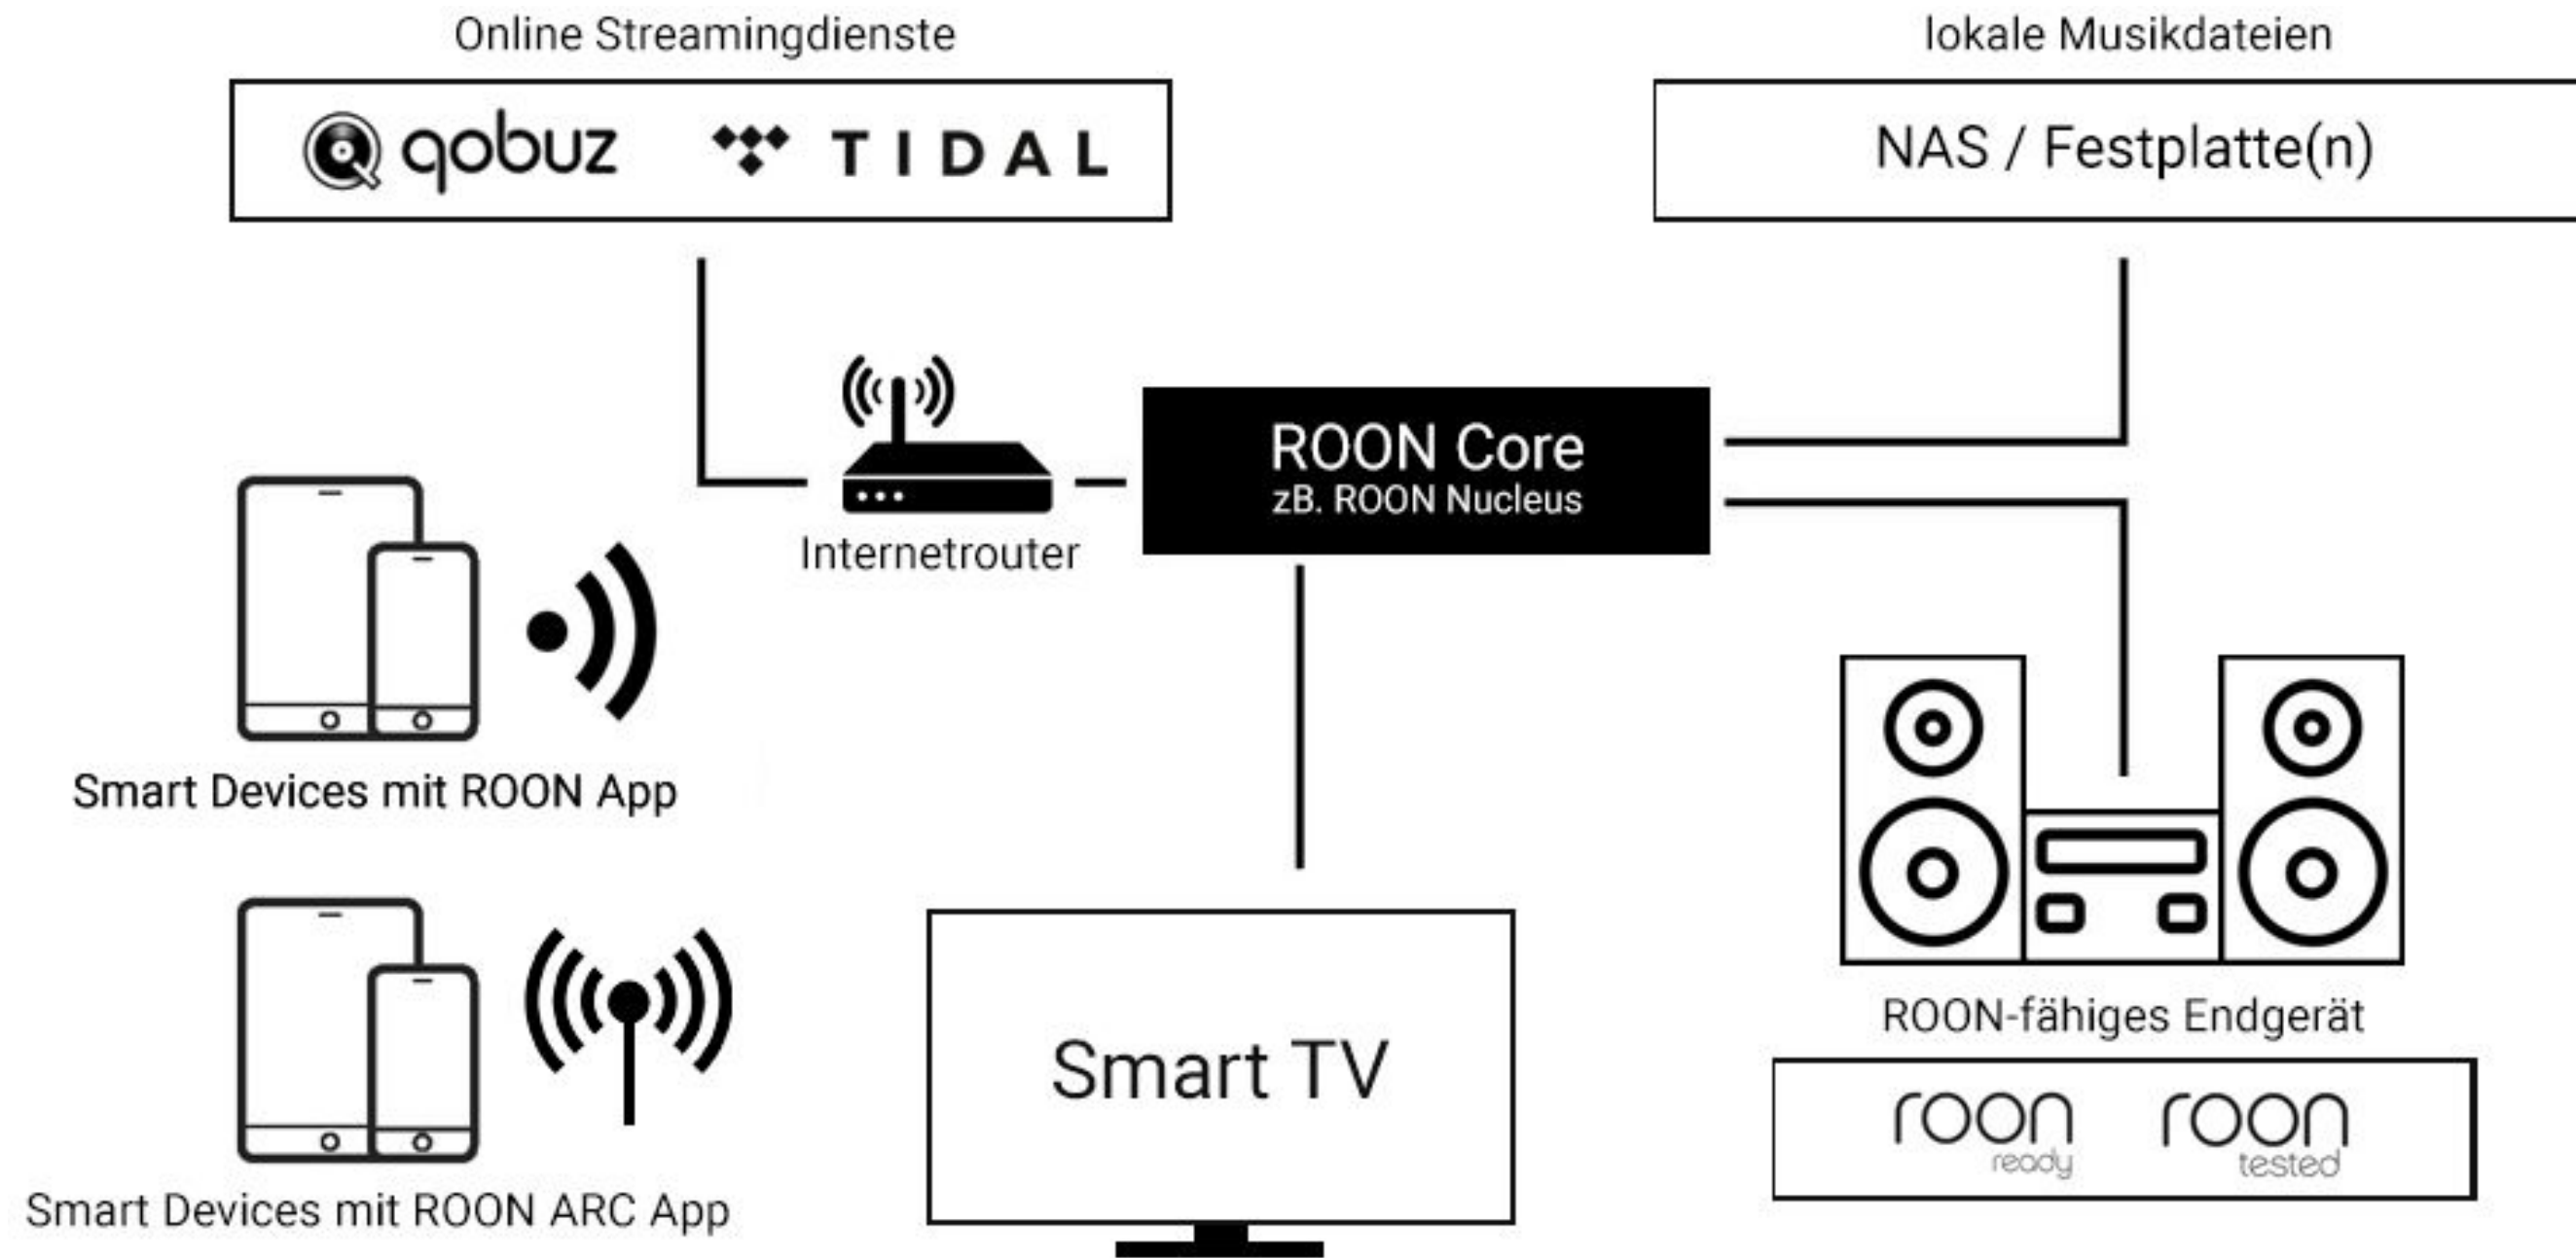 Online Streamingdienste
lokale Musikdateien
qobuz
TIDAL
NAS / Festplatte(n)
ROON Core
zB. ROON Nucleus
Internetrouter
Smart Devices mit ROON App
ROON-fähiges Endgerät
Smart TV
roon
ready
roon
tested
Smart Devices mit ROON ARC App